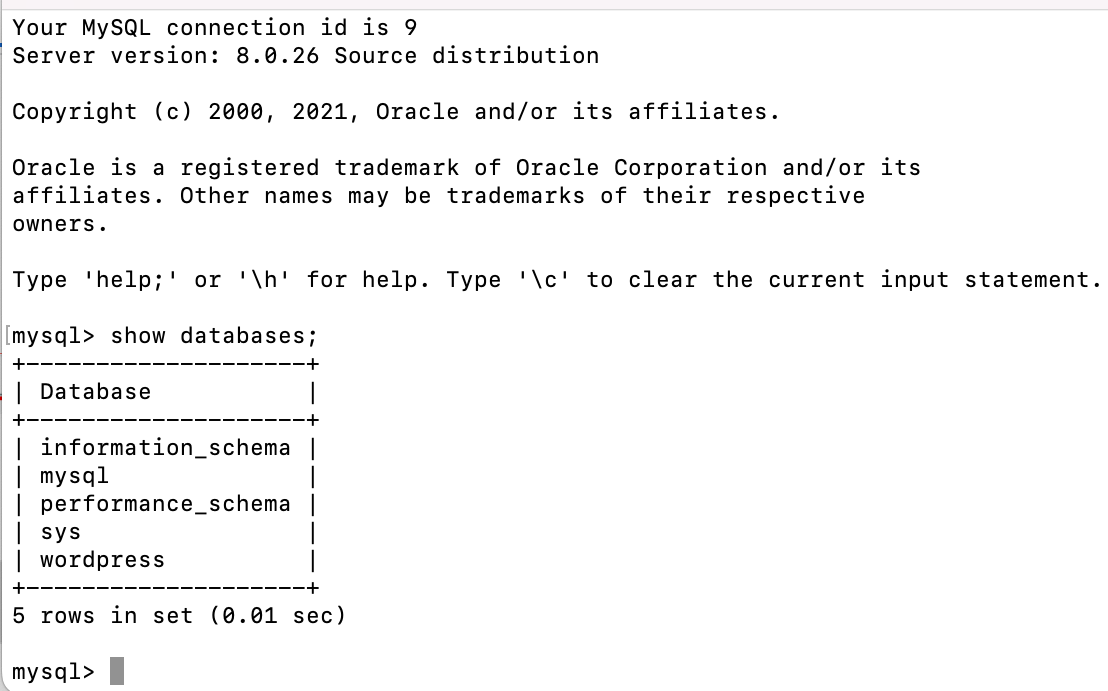 Your MySQL connection id is 9
Server version: 8.0.26 Source distribution
Copyright (c) 2000, 2021, Oracle and/or its affiliates.
Oracle is a registered trademark of Oracle Corporation and/or its
affiliates. Other names may be trademarks of their respective
owners.
Type 'help;' or '\h' for help. Type '\c' to clear the current input statement.
[mysql> show databases;
+--------------------+
| Database           |
+--------------------+
| information_schema |
| mysql              |
| performance_schema |
| sys                |
| wordpress          |
+--------------------+
5 rows in set (0.01 sec)
mysql>